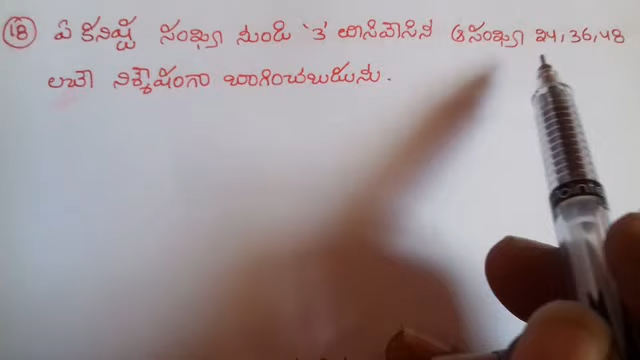 18 ఏ కనిష్ట సంఖ్య నుండి '3' తీసివేసిన ఆ సంఖ్య 24, 36, 48
లచే నిశ్శేషంగా భాగించబడును.